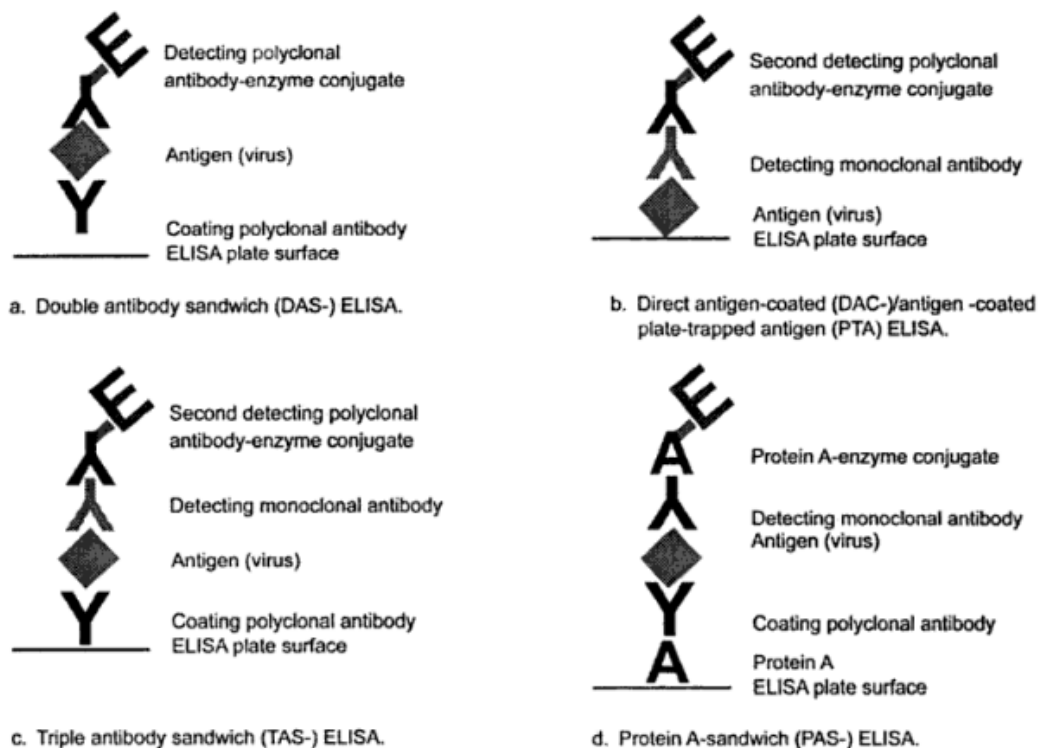 E
Detecting polyclonal
antibody-enzyme conjugate
Antigen (virus)
Y
Coating polyclonal antibody
ELISA plate surface
a. Double antibody sandwich (DAS-) ELISA.
E
Second detecting polyclonal
antibody-enzyme conjugate
Detecting monoclonal antibody
Antigen (virus)
ELISA plate surface
b. Direct antigen-coated (DAC-)/antigen -coated
plate-trapped antigen (PTA) ELISA.
E
Second detecting polyclonal
antibody-enzyme conjugate
Detecting monoclonal antibody
Antigen (virus)
Y
Coating polyclonal antibody
ELISA plate surface
c. Triple antibody sandwich (TAS-) ELISA.
E
A
Protein A-enzyme conjugate
Detecting monoclonal antibody
Antigen (virus)
Y
Coating polyclonal antibody
A
Protein A
ELISA plate surface
d. Protein A-sandwich (PAS-) ELISA.